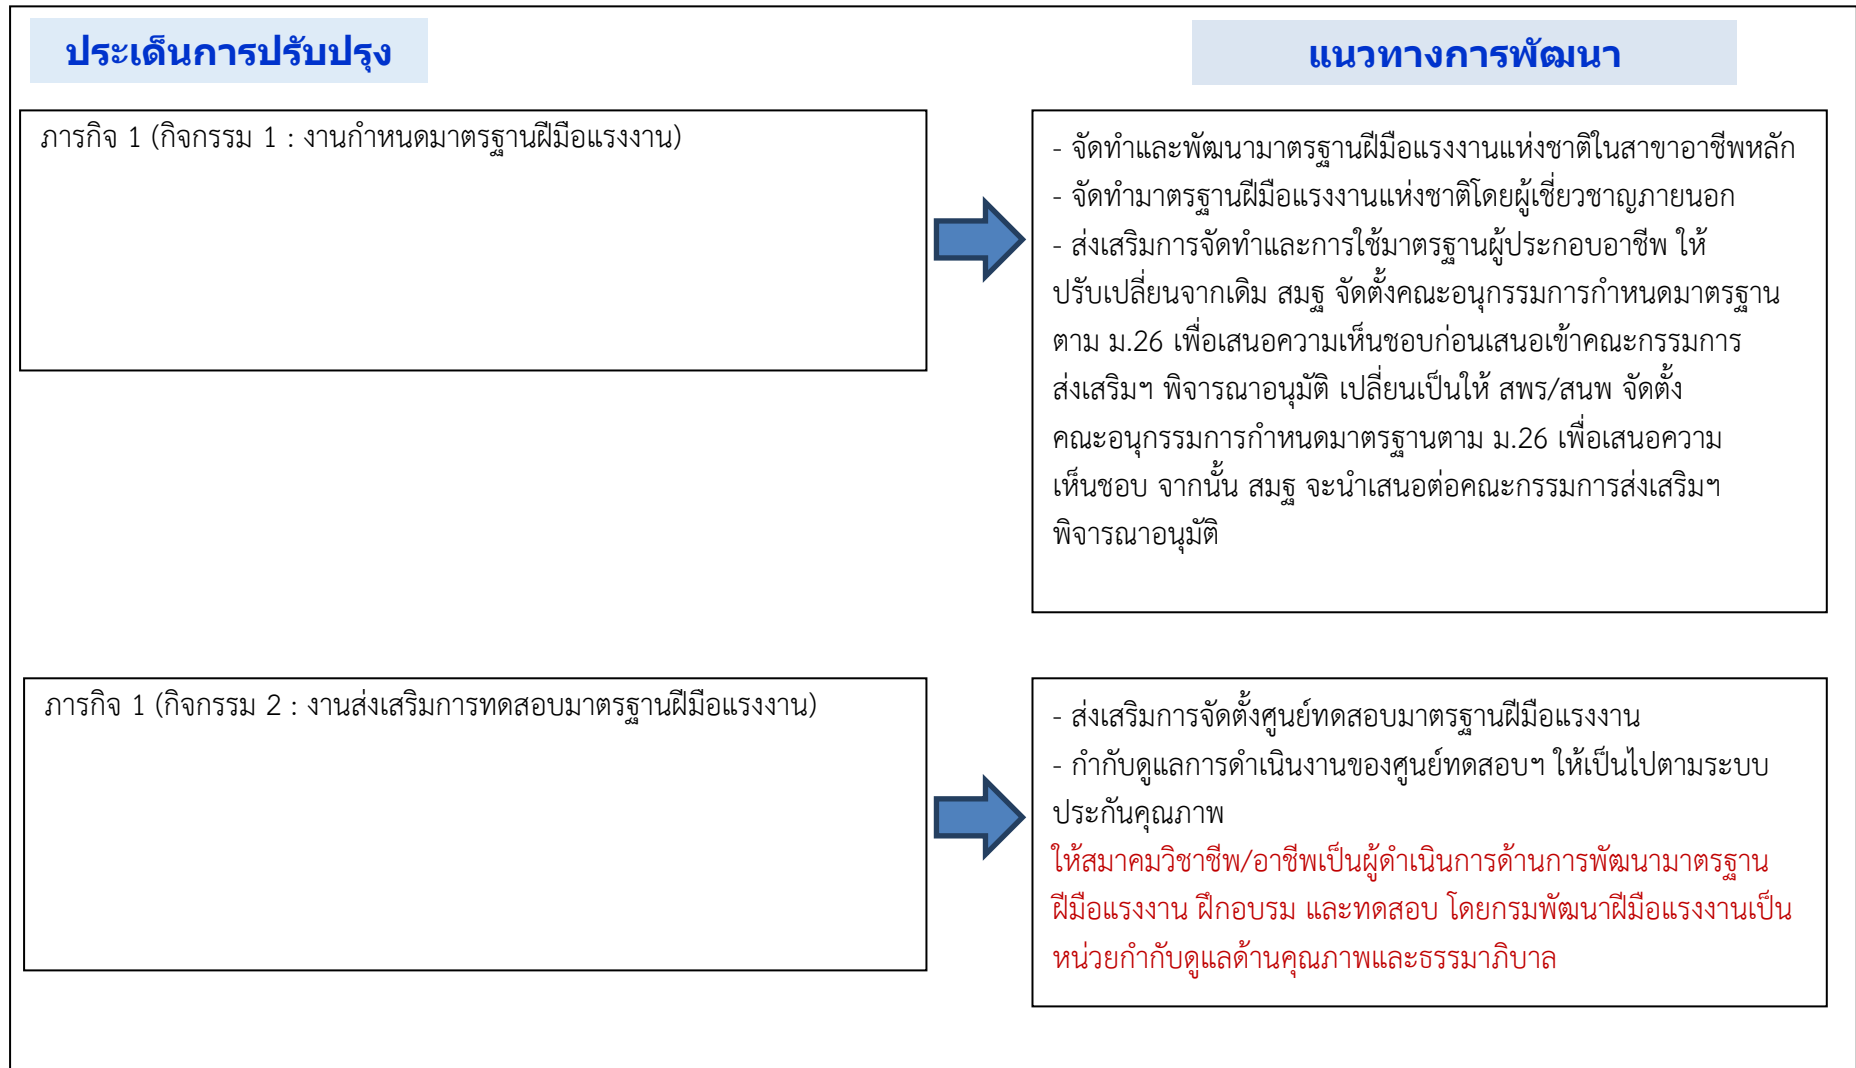 ประเด็นการปรับปรุง
แนวทางการพัฒนา
ภารกิจ 1 (กิจกรรม 1 : งานกำหนดมาตรฐานฝีมือแรงงาน)
- จัดทำและพัฒนามาตรฐานฝีมือแรงงานแห่งชาติในสาขาอาชีพหลัก
- จัดทำมาตรฐานฝีมือแรงงานแห่งชาติโดยผู้เชี่ยวชาญภายนอก
- ส่งเสริมการจัดทำและการใช้มาตรฐานผู้ประกอบอาชีพ ให้
ปรับเปลี่ยนจากเดิม สมฐ จัดตั้งคณะอนุกรรมการกำหนดมาตรฐาน
ตาม ม.26 เพื่อเสนอความเห็นชอบก่อนเสนอเข้าคณะกรรมการ
ส่งเสริมฯ พิจารณาอนุมัติ เปลี่ยนเป็นให้ สพร/สนพ จัดตั้ง
คณะอนุกรรมการกำหนดมาตรฐานตาม ม.26 เพื่อเสนอความ
เห็นชอบ จากนั้น สมฐ จะนำเสนอต่อคณะกรรมการส่งเสริมฯ
พิจารณาอนุมัติ
ภารกิจ 1 (กิจกรรม 2 : งานส่งเสริมการทดสอบมาตรฐานฝีมือแรงงาน)
- ส่งเสริมการจัดตั้งศูนย์ทดสอบมาตรฐานฝีมือแรงงาน
- กำกับดูแลการดำเนินงานของศูนย์ทดสอบฯ ให้เป็นไปตามระบบ
ประกันคุณภาพ
ให้สมาคมวิชาชีพ/อาชีพเป็นผู้ดำเนินการด้านการพัฒนามาตรฐาน
ฝีมือแรงงาน ฝึกอบรม และทดสอบ โดยกรมพัฒนาฝีมือแรงงานเป็น
หน่วยกำกับดูแลด้านคุณภาพและธรรมาภิบาล